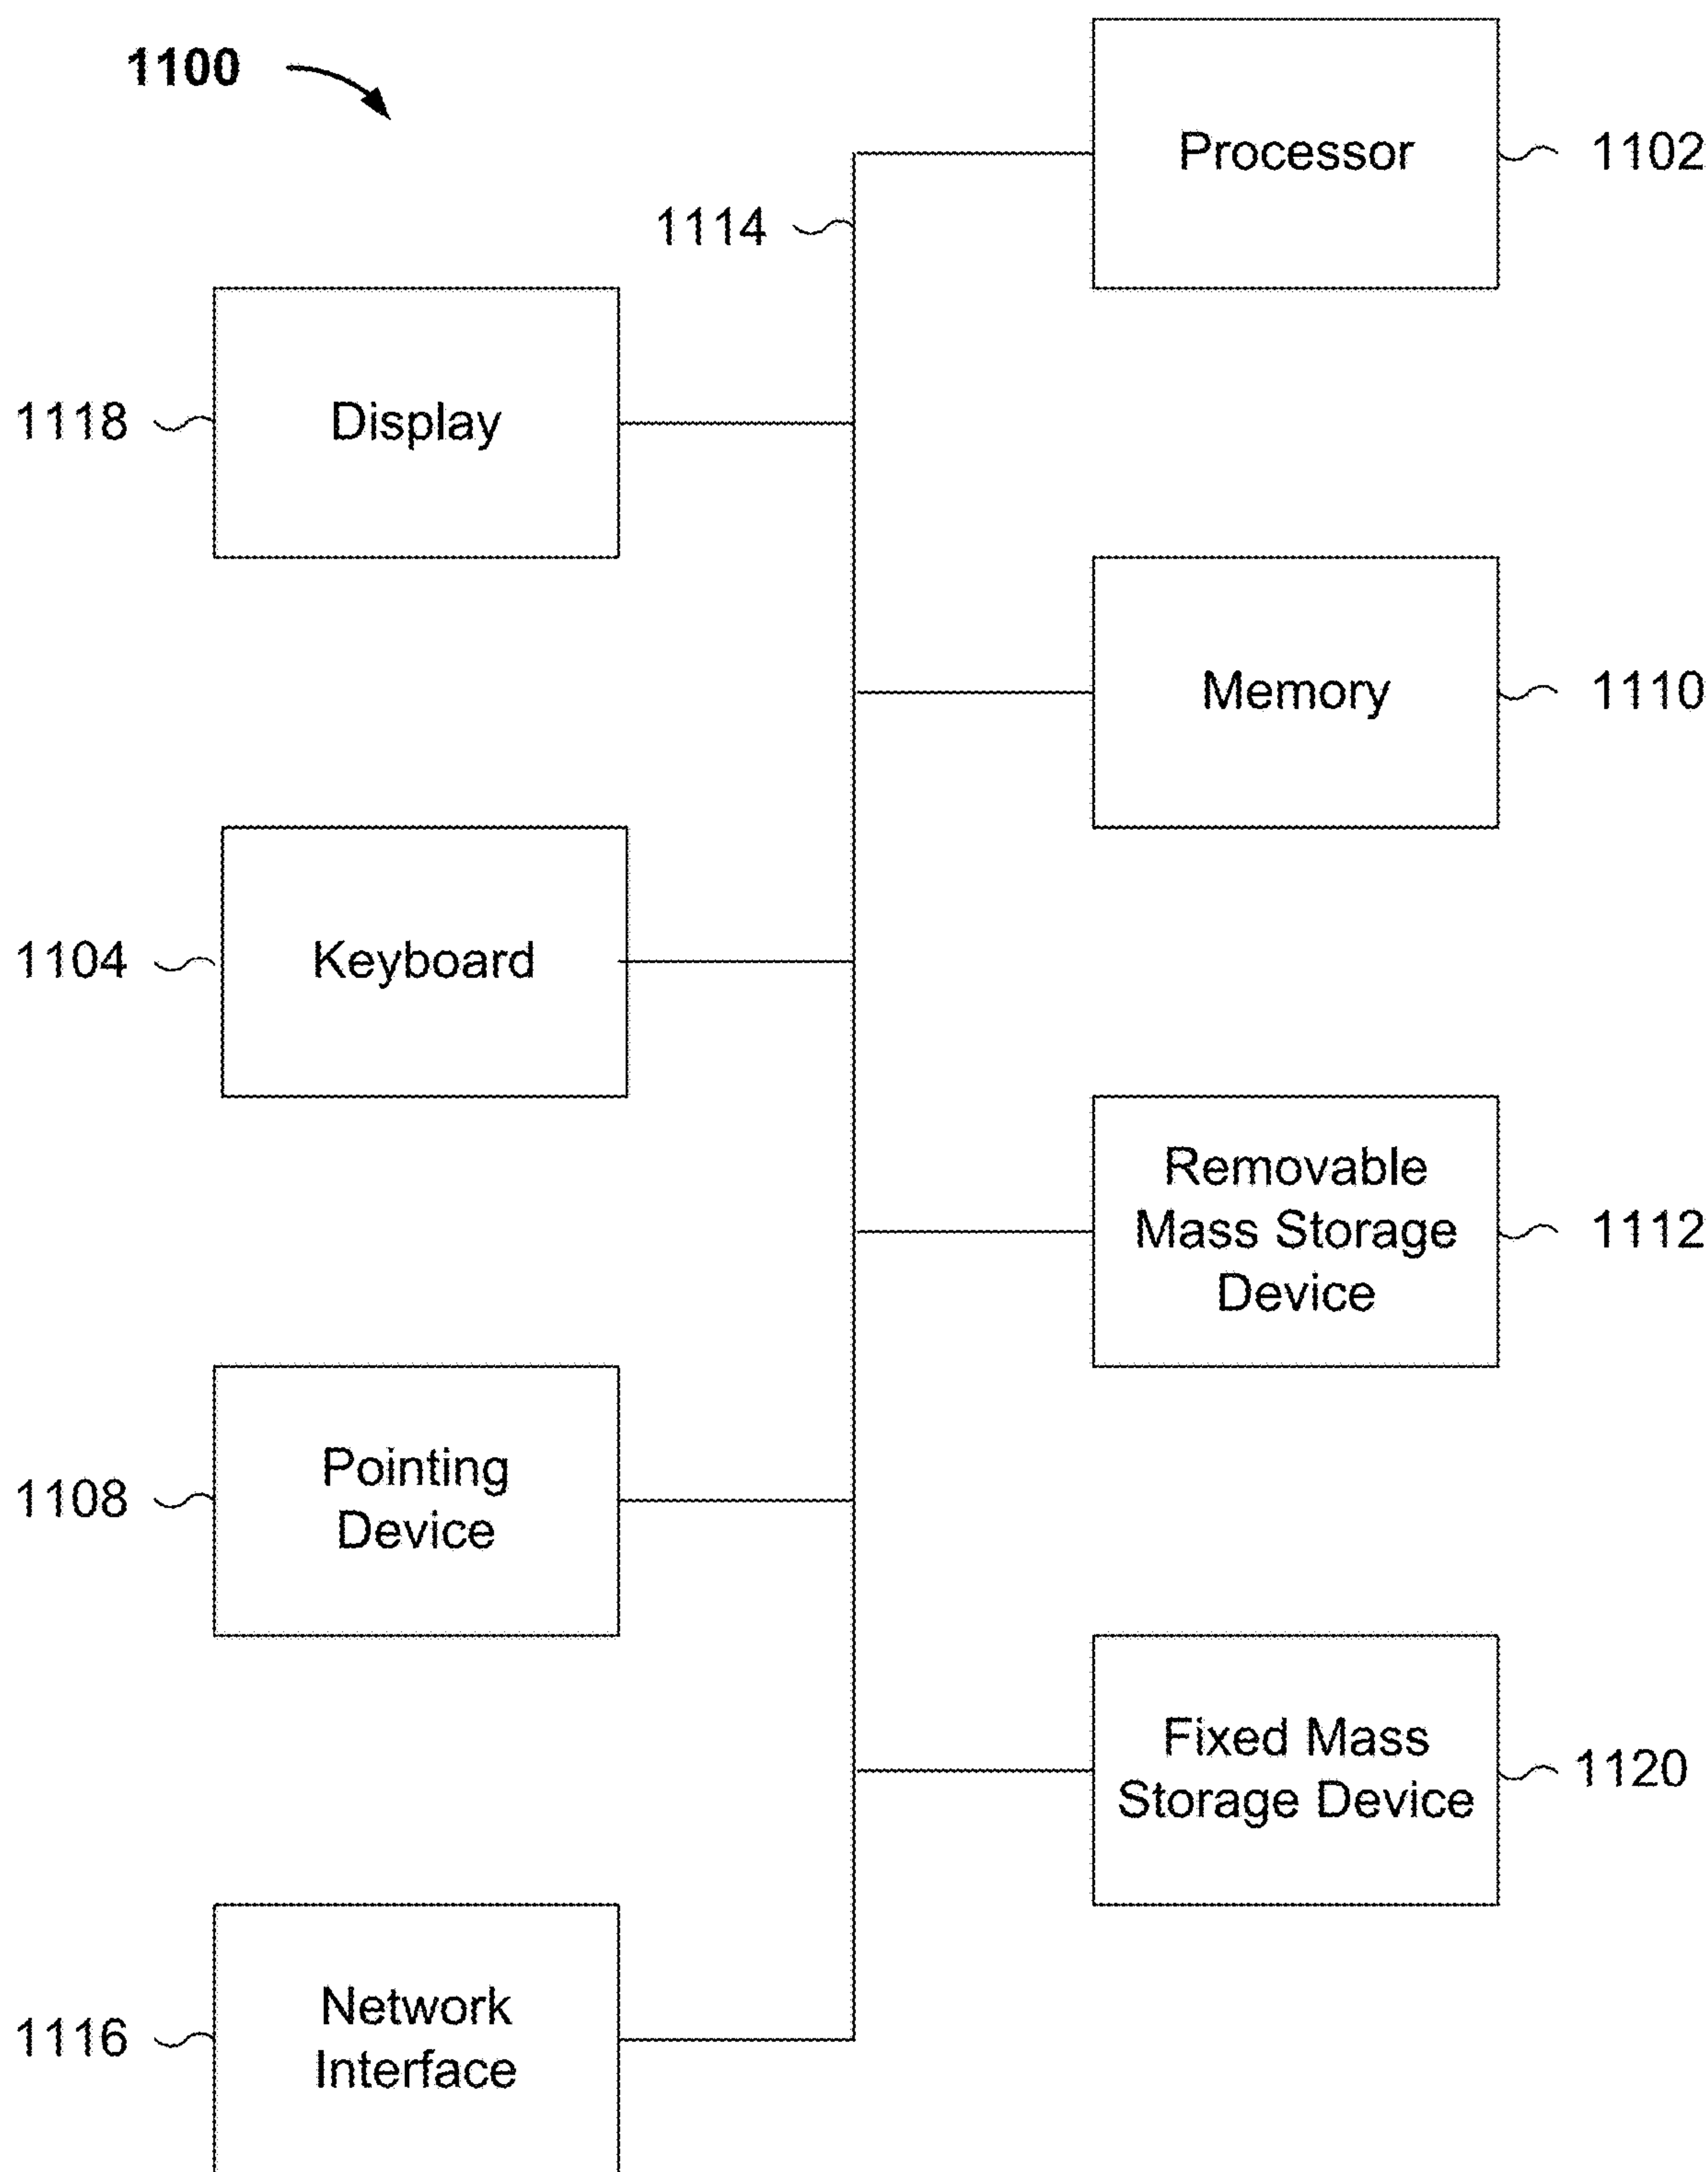 1100
Processor
1102
1114
Display
1118
Memory
1110
Keyboard
1104
Removable
Mass Storage
Device
1112
Pointing
Device
1108
Fixed Mass
Storage Device
1120
Network
Interface
1116